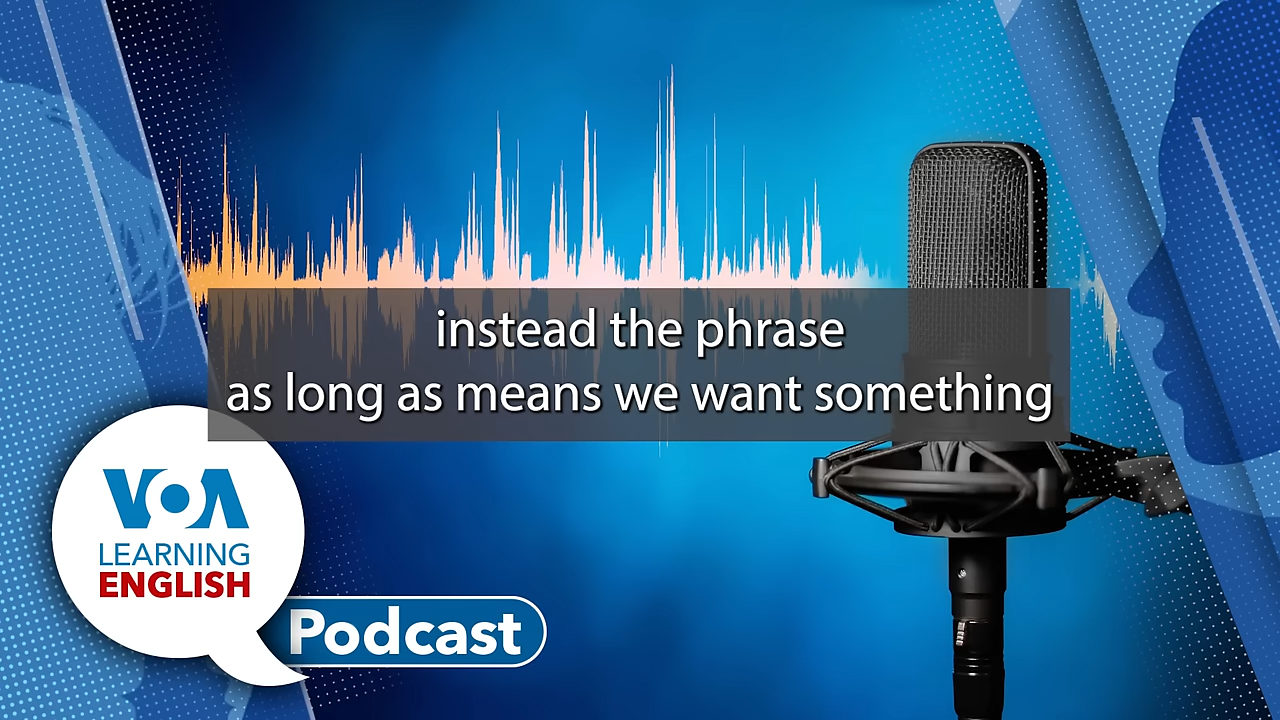 instead the phrase
as long as means we want something
VOA
LEARNING
ENGLISH
Podcast